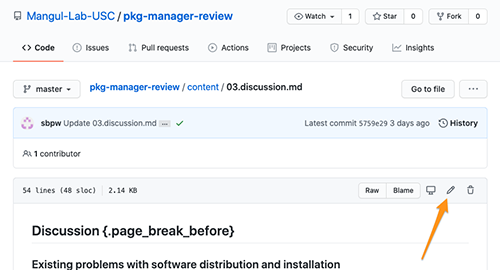 Mangul-Lab-USC / pkg-manager-review
Watch 1 Star 0 Fork 0
Code Issues Pull requests Actions Projects Security Insights
master pkg-manager-review / content / 03.discussion.md Go to file ...
sbpw Update 03.discussion.md ... Latest commit 5759e29 3 days ago History
1 contributor
54 lines (48 sloc) 2.14 KB Raw Blame
Discussion {.page_break_before}
Existing problems with software distribution and installation